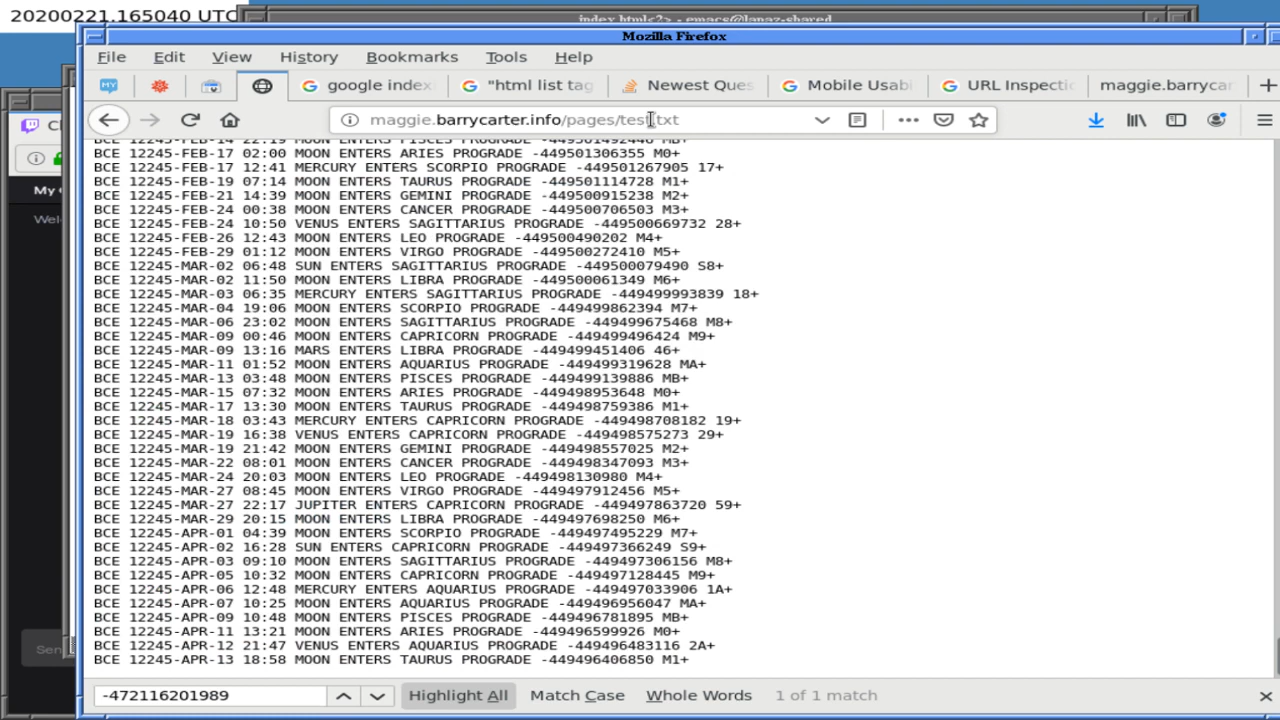 20200221.165040 UTC
index.html<2> - emacs@lanaz-shared
Mozilla Firefox
File Edit View History Bookmarks Tools Help
google index "html list tag Newest Ques Mobile Usabi URL Inspecti maggie.barrycar
maggie.barrycarter.info/pages/test.txt
BCE 12245-FEB-17 02:00 MOON ENTERS ARIES PROGRADE -449501306355 M0+
BCE 12245-FEB-17 12:41 MERCURY ENTERS SCORPIO PROGRADE -449501267905 17+
BCE 12245-FEB-19 07:14 MOON ENTERS TAURUS PROGRADE -449501114728 M1+
BCE 12245-FEB-21 14:39 MOON ENTERS GEMINI PROGRADE -449500915238 M2+
BCE 12245-FEB-24 00:38 MOON ENTERS CANCER PROGRADE -449500706503 M3+
BCE 12245-FEB-24 10:50 VENUS ENTERS SAGITTARIUS PROGRADE -449500669732 28+
BCE 12245-FEB-26 12:43 MOON ENTERS LEO PROGRADE -449500490202 M4+
BCE 12245-FEB-29 01:12 MOON ENTERS VIRGO PROGRADE -449500272410 M5+
BCE 12245-MAR-02 06:48 SUN ENTERS SAGITTARIUS PROGRADE -449500079490 S8+
BCE 12245-MAR-02 11:50 MOON ENTERS LIBRA PROGRADE -449500061349 M6+
BCE 12245-MAR-03 06:35 MERCURY ENTERS SAGITTARIUS PROGRADE -449499993839 18+
BCE 12245-MAR-04 19:06 MOON ENTERS SCORPIO PROGRADE -449499862394 M7+
BCE 12245-MAR-06 23:02 MOON ENTERS SAGITTARIUS PROGRADE -449499675468 M8+
BCE 12245-MAR-09 00:46 MOON ENTERS CAPRICORN PROGRADE -449499496424 M9+
BCE 12245-MAR-09 13:16 MARS ENTERS LIBRA PROGRADE -449499451406 46+
BCE 12245-MAR-11 01:52 MOON ENTERS AQUARIUS PROGRADE -449499319628 MA+
BCE 12245-MAR-13 03:48 MOON ENTERS PISCES PROGRADE -449499139886 MB+
BCE 12245-MAR-15 07:32 MOON ENTERS ARIES PROGRADE -449498953648 M0+
BCE 12245-MAR-17 13:30 MOON ENTERS TAURUS PROGRADE -449498759386 M1+
BCE 12245-MAR-18 03:43 MERCURY ENTERS CAPRICORN PROGRADE -449498708182 19+
BCE 12245-MAR-19 16:38 VENUS ENTERS CAPRICORN PROGRADE -449498575273 29+
BCE 12245-MAR-19 21:42 MOON ENTERS GEMINI PROGRADE -449498557025 M2+
BCE 12245-MAR-22 08:01 MOON ENTERS CANCER PROGRADE -449498347093 M3+
BCE 12245-MAR-24 20:03 MOON ENTERS LEO PROGRADE -449498130980 M4+
BCE 12245-MAR-27 08:45 MOON ENTERS VIRGO PROGRADE -449497912456 M5+
BCE 12245-MAR-27 22:17 JUPITER ENTERS CAPRICORN PROGRADE -449497863720 59+
BCE 12245-MAR-29 20:15 MOON ENTERS LIBRA PROGRADE -449497698250 M6+
BCE 12245-APR-01 04:39 MOON ENTERS SCORPIO PROGRADE -449497495229 M7+
BCE 12245-APR-02 16:28 SUN ENTERS CAPRICORN PROGRADE -449497366249 S9+
BCE 12245-APR-03 09:10 MOON ENTERS SAGITTARIUS PROGRADE -449497306156 M8+
BCE 12245-APR-05 10:32 MOON ENTERS CAPRICORN PROGRADE -449497128445 M9+
BCE 12245-APR-06 12:48 MERCURY ENTERS AQUARIUS PROGRADE -449497033906 1A+
BCE 12245-APR-07 10:25 MOON ENTERS AQUARIUS PROGRADE -449496956047 MA+
BCE 12245-APR-09 10:48 MOON ENTERS PISCES PROGRADE -449496781895 MB+
BCE 12245-APR-11 13:21 MOON ENTERS ARIES PROGRADE -449496599926 M0+
BCE 12245-APR-12 21:47 VENUS ENTERS AQUARIUS PROGRADE -449496483116 2A+
BCE 12245-APR-13 18:58 MOON ENTERS TAURUS PROGRADE -449496406850 M1+
-472116201989 Highlight All Match Case Whole Words 1 of 1 match
My
Wel
Sen